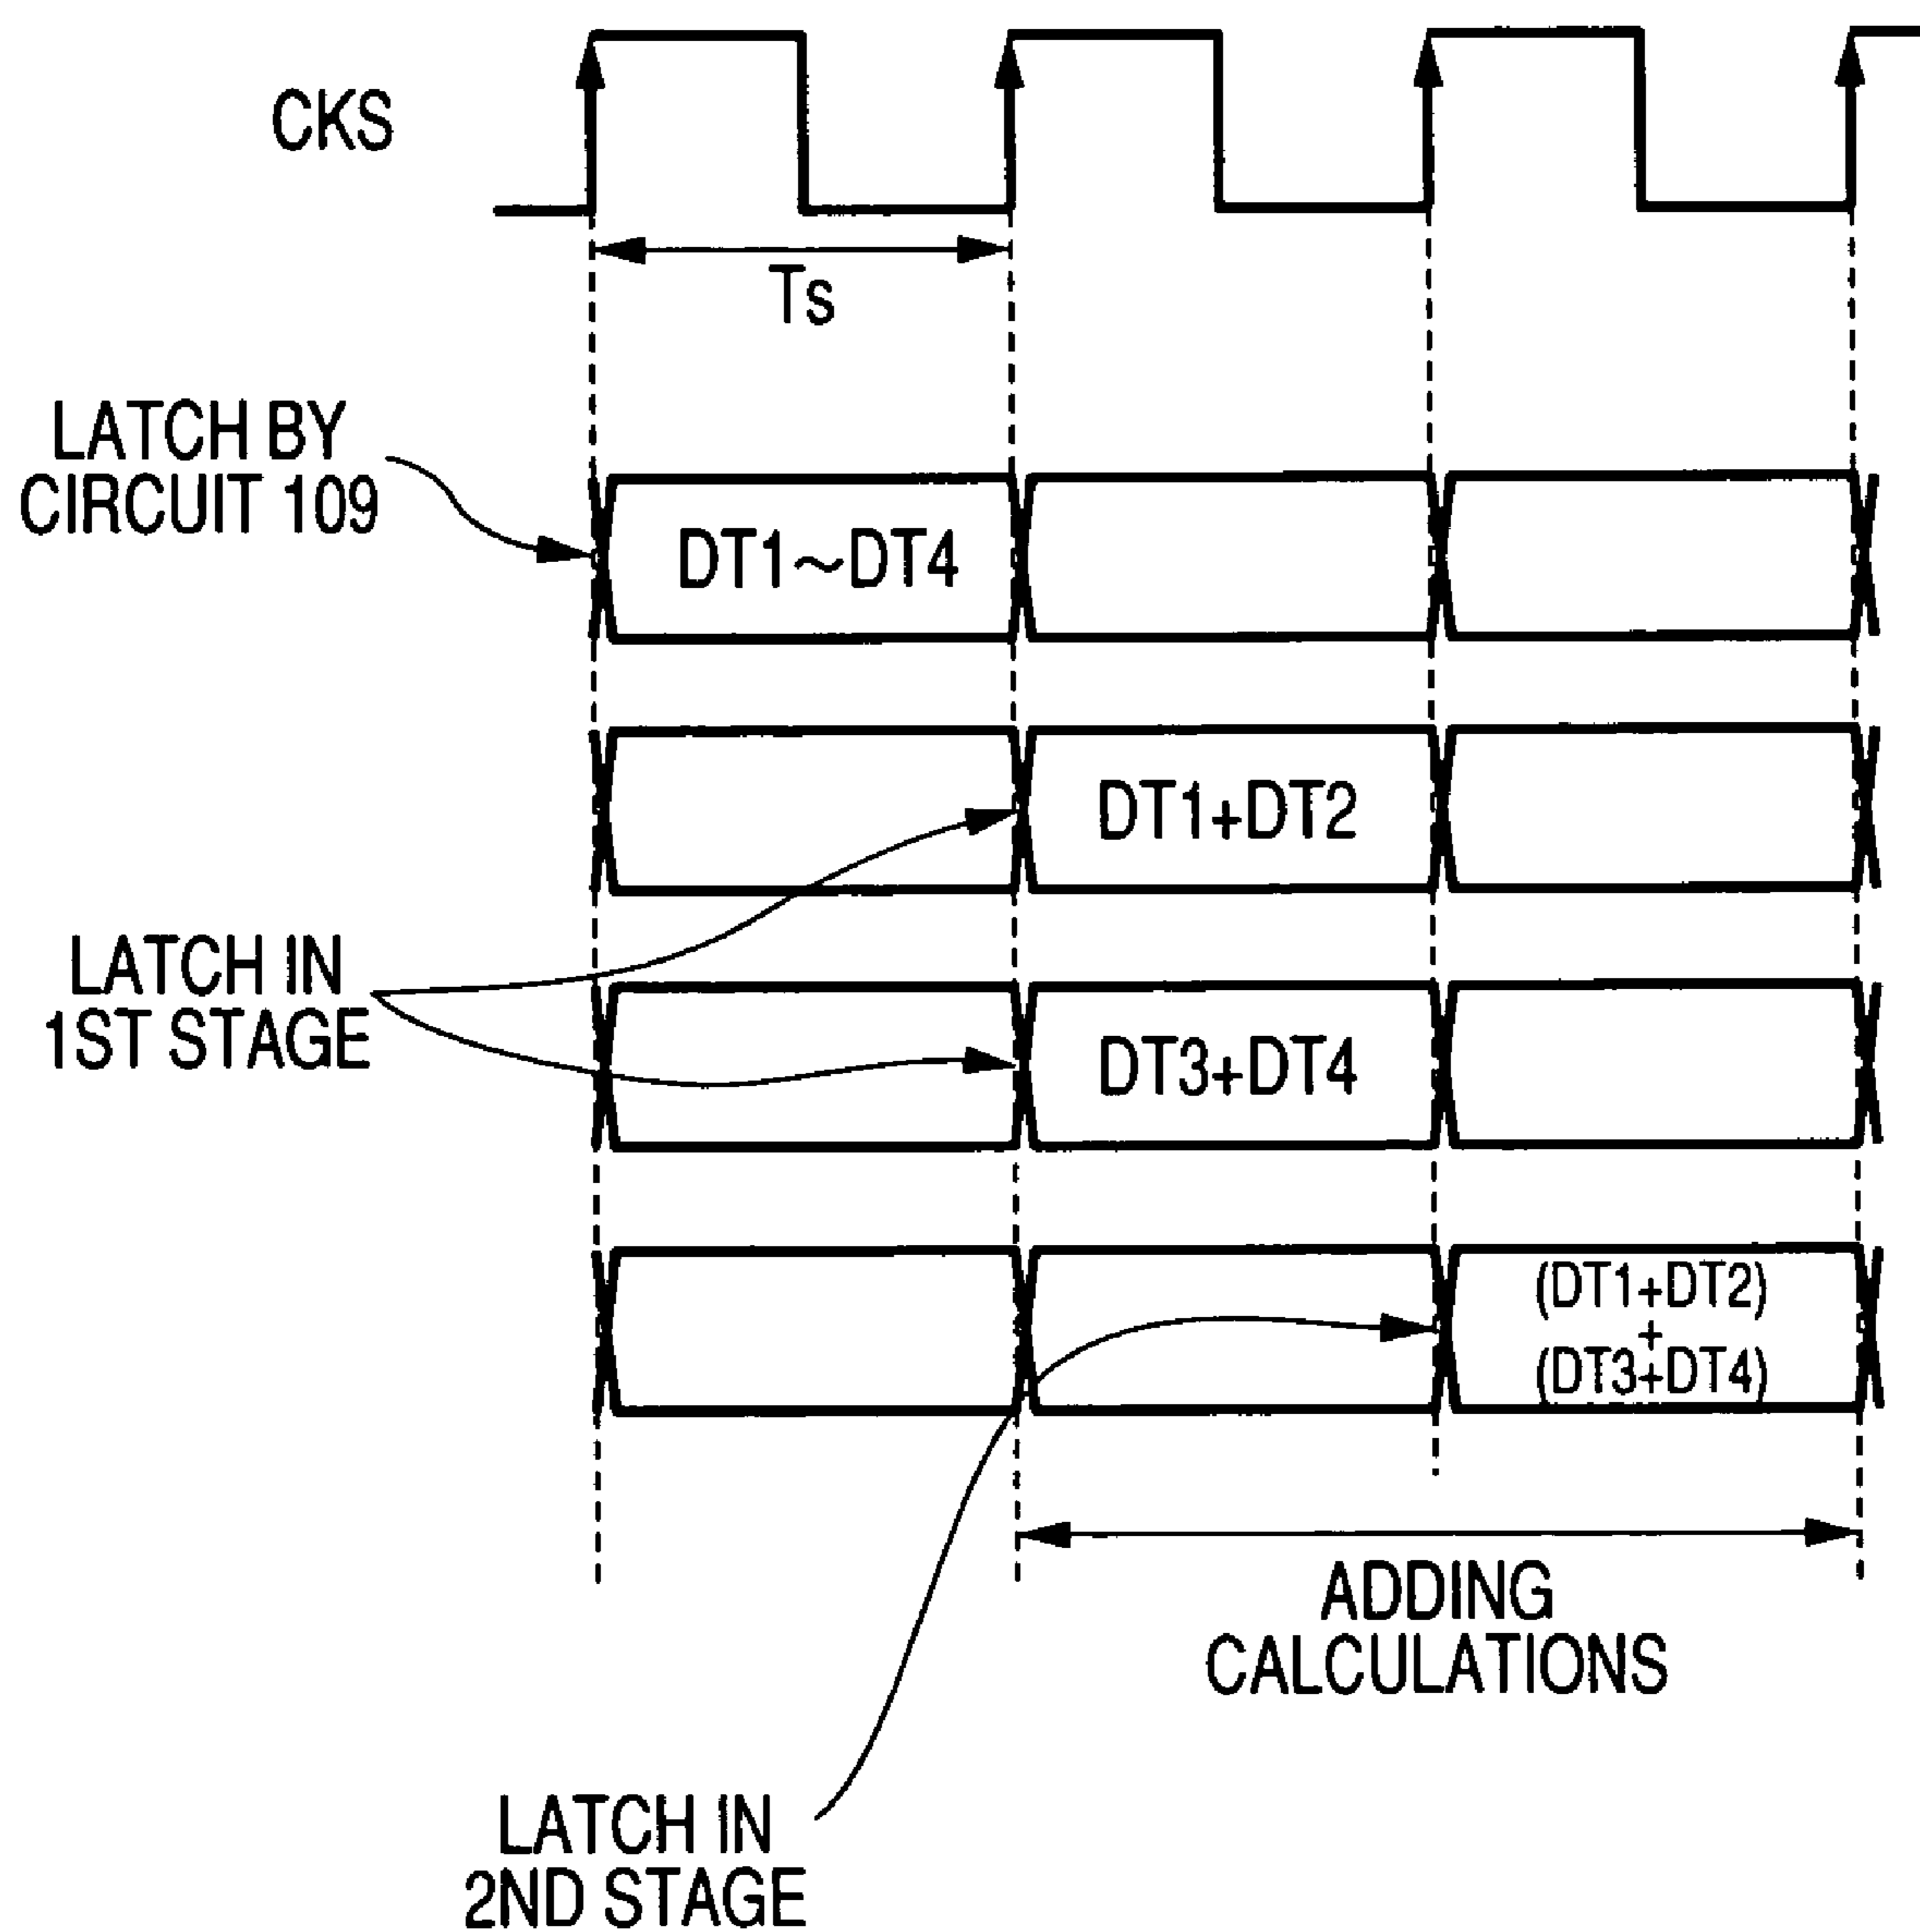 CKS
Ts
LATCH BY
CIRCUIT 109
DT1~DT4
DT1+DT2
LATCH IN
1ST STAGE
DT3+DT4
(DT1+DT2)
+
(DT3+DT4)
ADDING
CALCULATIONS
LATCH IN
2ND STAGE